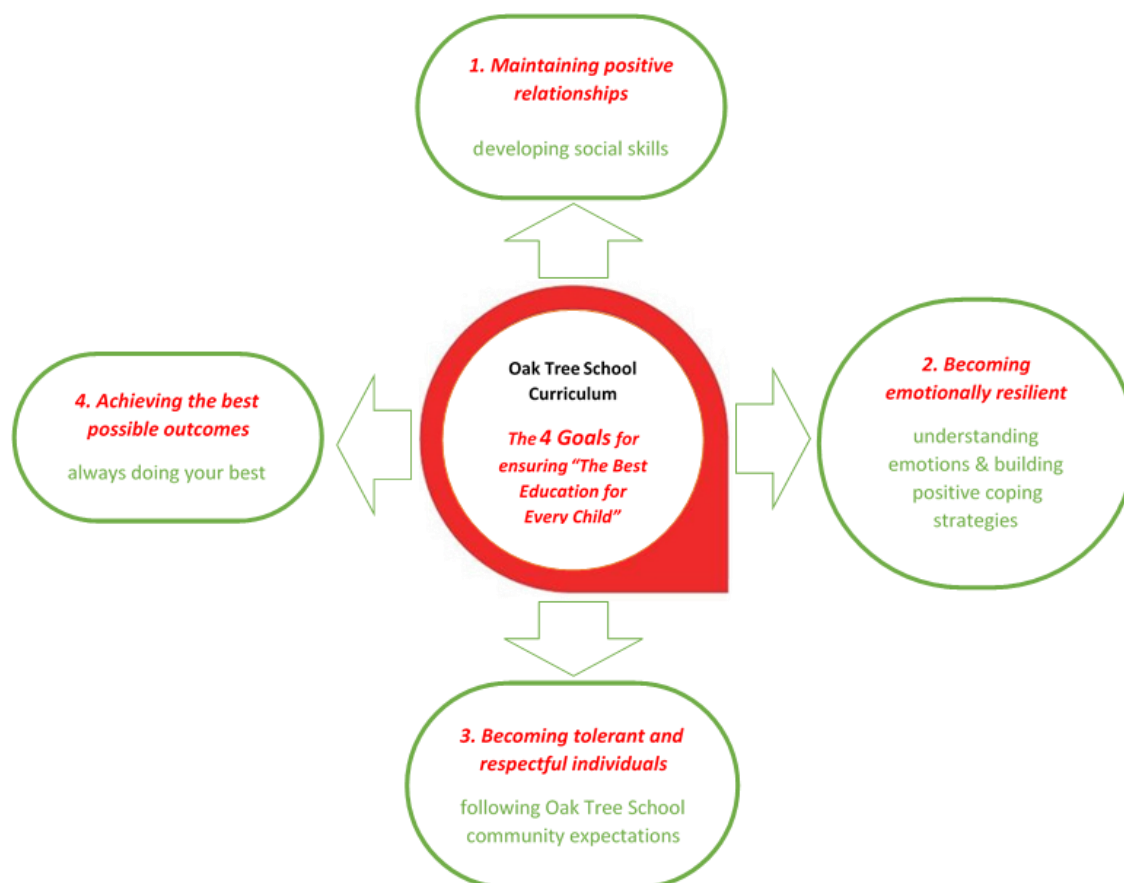 1. Maintaining positive
relationships
developing social skills
Oak Tree School
Curriculum
The 4 Goals for
ensuring “The Best
Education for
Every Child”
2. Becoming
emotionally resilient
understanding
emotions & building
positive coping
strategies
3. Becoming tolerant and
respectful individuals
following Oak Tree School
community expectations
4. Achieving the best
possible outcomes
always doing your best